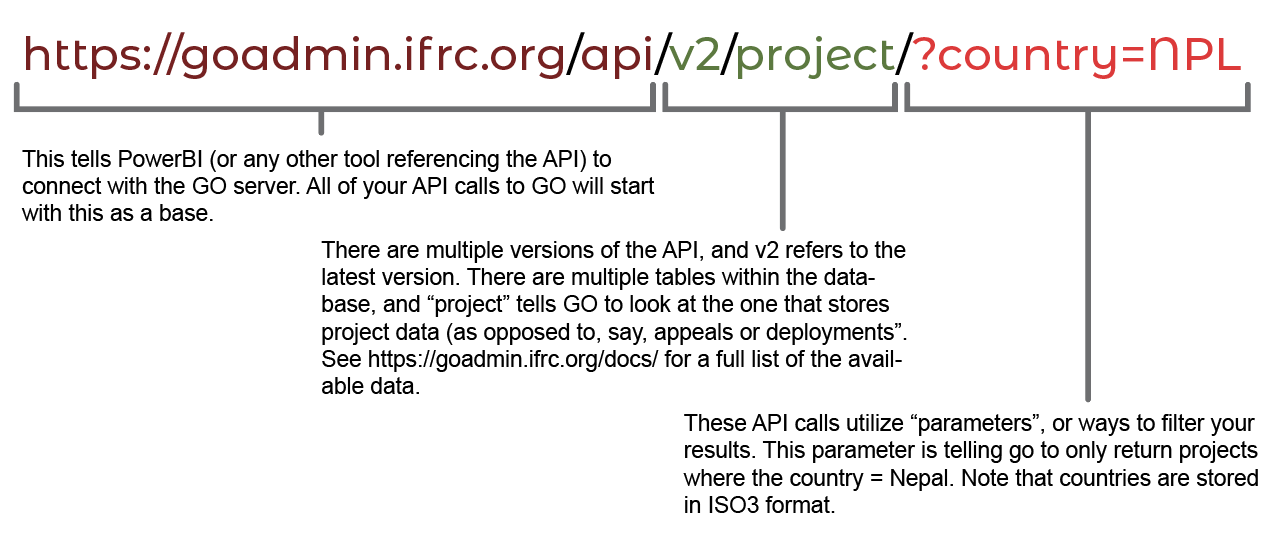 https://goadmin.ifrc.org/api/v2/project/?country=NPL
This tells PowerBI (or any other tool referencing the API) to
connect with the GO server. All of your API calls to GO will start
with this as a base.
There are multiple versions of the API, and v2 refers to the
latest version. There are multiple tables within the data-
base, and “project” tells GO to look at the one that stores
project data (as opposed to, say, appeals or deployments”.
See https://goadmin.ifrc.org/docs/ for a full list of the avail-
able data.
These API calls utilize “parameters”, or ways to filter your
results. This parameter is telling go to only return projects
where the country = Nepal. Note that countries are stored
in ISO3 format.